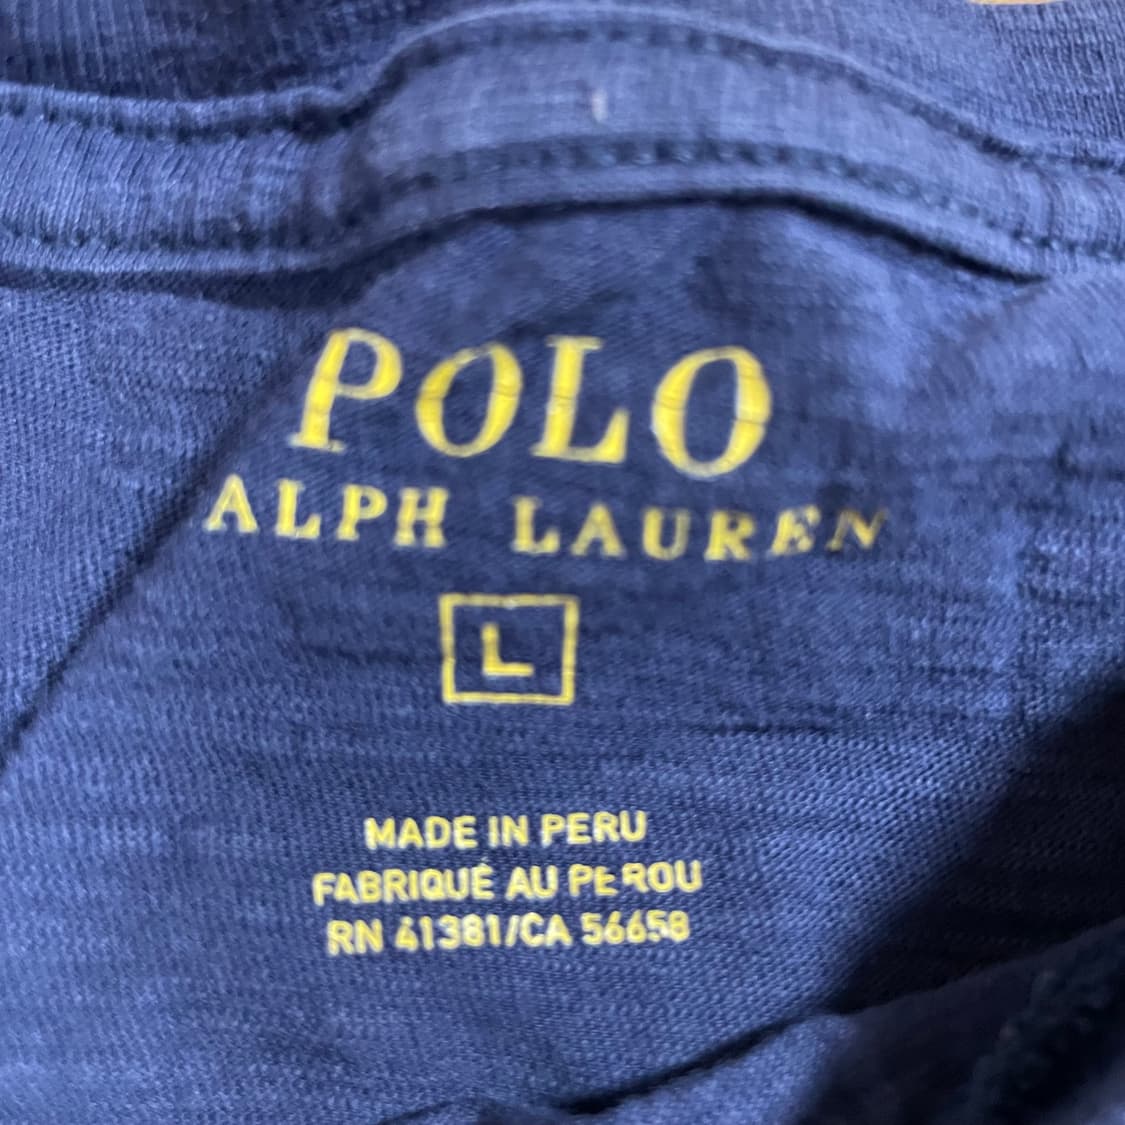 POLO
ALPH LAUREN
L
MADE IN PERU
FABRIQUÉ AU PEROU
RN 41381/CA 56658